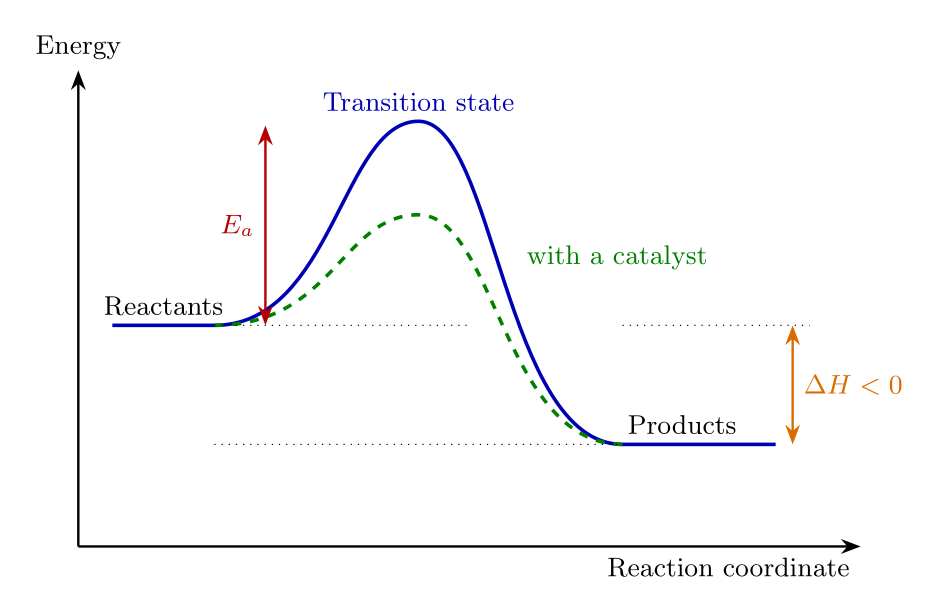 Energy
Transition state
E_a
with a catalyst
Reactants
ΔH < 0
Products
Reaction coordinate